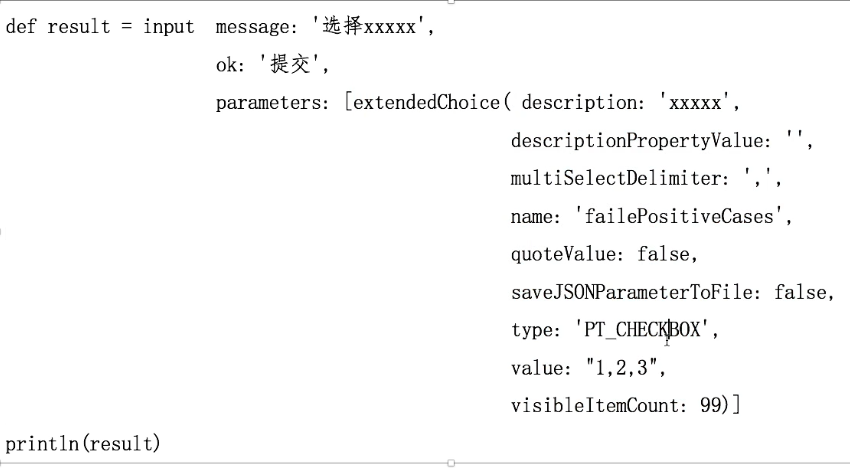 def result = input  message: '选择xxxxx',
ok: '提交',
parameters: [extendedChoice( description: 'xxxxx',
descriptionPropertyValue: '',
multiSelectDelimiter: ',',
name: 'failePositiveCases',
quoteValue: false,
saveJSONParameterToFile: false,
type: 'PT_CHECKBOX',
value: "1,2,3",
visibleItemCount: 99)]
println(result)